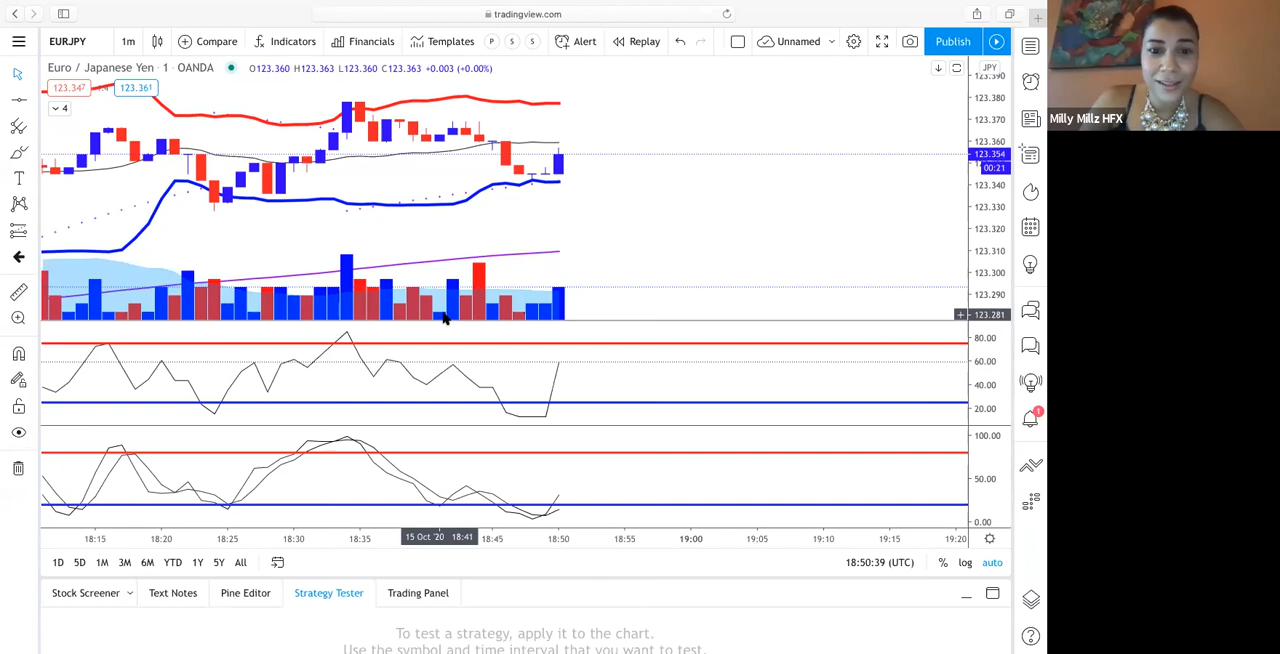 tradingview.com
EURJPY 1m Compare Indicators Financials Templates P S S Alert Replay Unnamed Publish
Euro / Japanese Yen · 1 · OANDA O123.360 H123.363 L123.360 C123.363 +0.003 (+0.00%)
JPY
123.347 123.361
4
123.390
123.380
123.370
123.360
123.354
00:21
123.340
123.330
123.320
123.310
123.300
123.290
123.281
80.00
60.00
40.00
20.00
100.00
50.00
0.00
18:15 18:20 18:25 18:30 18:35 15 Oct '20 18:41 18:45 18:50 18:55 19:00 19:05 19:10 19:15 19:20
1D 5D 1M 3M 6M YTD 1Y 5Y All 18:50:39 (UTC) % log auto
Stock Screener Text Notes Pine Editor Strategy Tester Trading Panel
To test a strategy, apply it to the chart.
Use the symbol and time interval that you want to test.
Milly Millz HFX
1